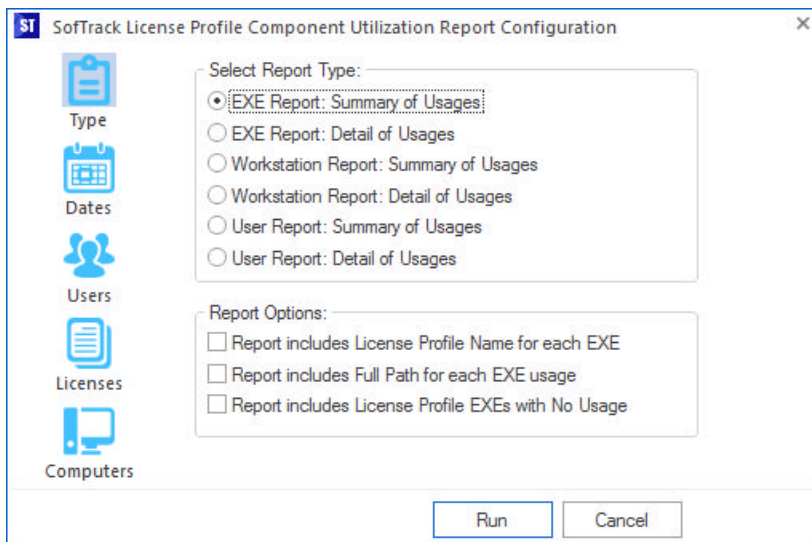 ST SofTrack License Profile Component Utilization Report Configuration
Type
Dates
Users
Licenses
Computers
Select Report Type:
EXE Report: Summary of Usages
EXE Report: Detail of Usages
Workstation Report: Summary of Usages
Workstation Report: Detail of Usages
User Report: Summary of Usages
User Report: Detail of Usages
Report Options:
Report includes License Profile Name for each EXE
Report includes Full Path for each EXE usage
Report includes License Profile EXEs with No Usage
Run Cancel